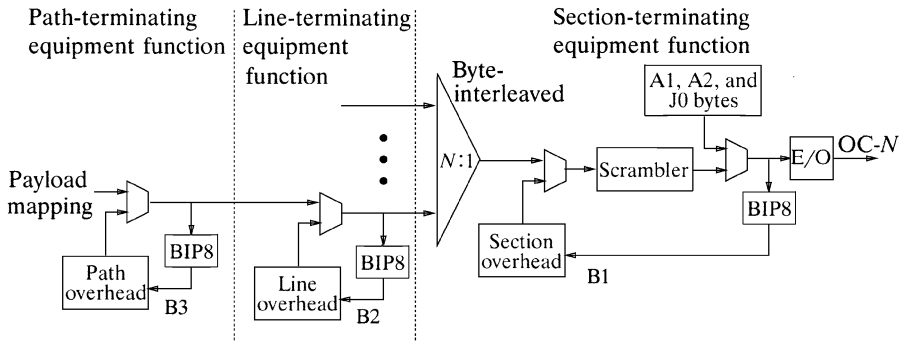 Path-terminating
equipment function
Line-terminating
equipment
function
Section-terminating
equipment function
Byte-
interleaved
A1, A2, and
J0 bytes
N:1
Scrambler
E/O
OC-N
Payload
mapping
BIP8
BIP8
BIP8
Path
overhead
B3
Line
overhead
B2
Section
overhead
B1